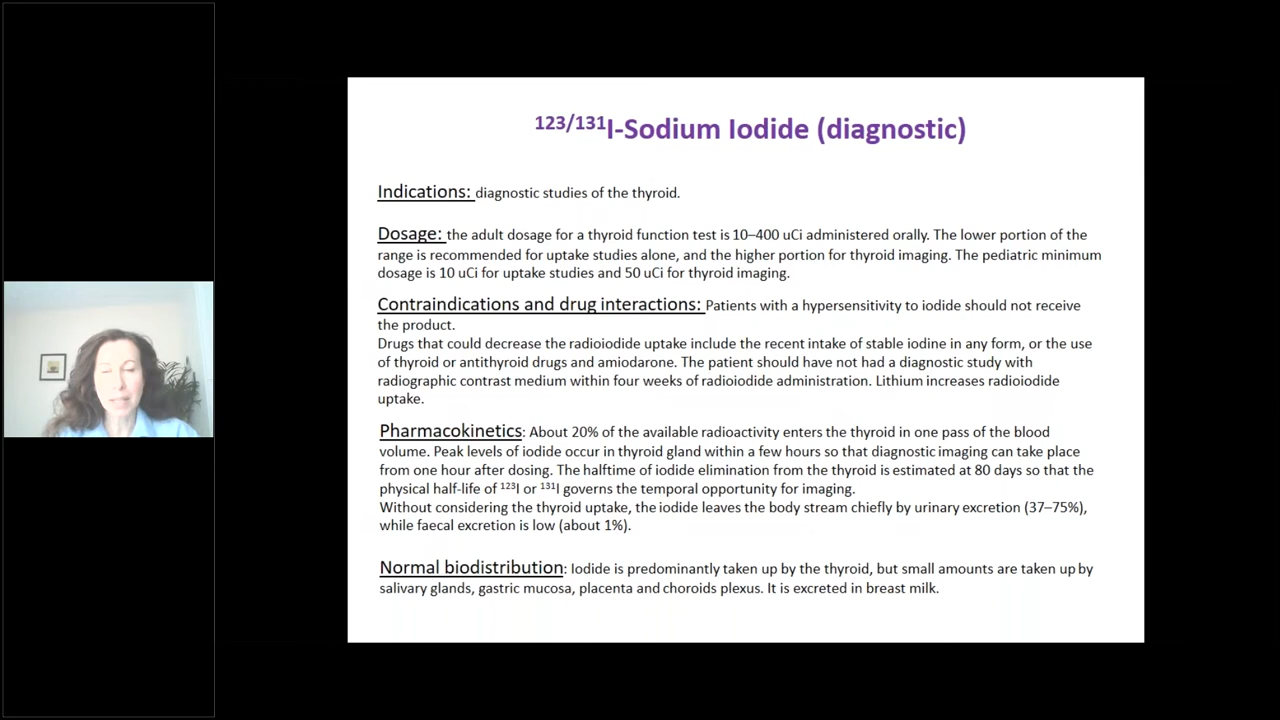 123/131I-Sodium Iodide (diagnostic)
Indications: diagnostic studies of the thyroid.
Dosage: the adult dosage for a thyroid function test is 10–400 uCi administered orally. The lower portion of the
range is recommended for uptake studies alone, and the higher portion for thyroid imaging. The pediatric minimum
dosage is 10 uCi for uptake studies and 50 uCi for thyroid imaging.
Contraindications and drug interactions: Patients with a hypersensitivity to iodide should not receive
the product.
Drugs that could decrease the radioiodide uptake include the recent intake of stable iodine in any form, or the use
of thyroid or antithyroid drugs and amiodarone. The patient should have not had a diagnostic study with
radiographic contrast medium within four weeks of radioiodide administration. Lithium increases radioiodide
uptake.
Pharmacokinetics: About 20% of the available radioactivity enters the thyroid in one pass of the blood
volume. Peak levels of iodide occur in thyroid gland within a few hours so that diagnostic imaging can take place
from one hour after dosing. The halftime of iodide elimination from the thyroid is estimated at 80 days so that the
physical half-life of 123I or 131I governs the temporal opportunity for imaging.
Without considering the thyroid uptake, the iodide leaves the body stream chiefly by urinary excretion (37–75%),
while faecal excretion is low (about 1%).
Normal biodistribution: Iodide is predominantly taken up by the thyroid, but small amounts are taken up by
salivary glands, gastric mucosa, placenta and choroids plexus. It is excreted in breast milk.